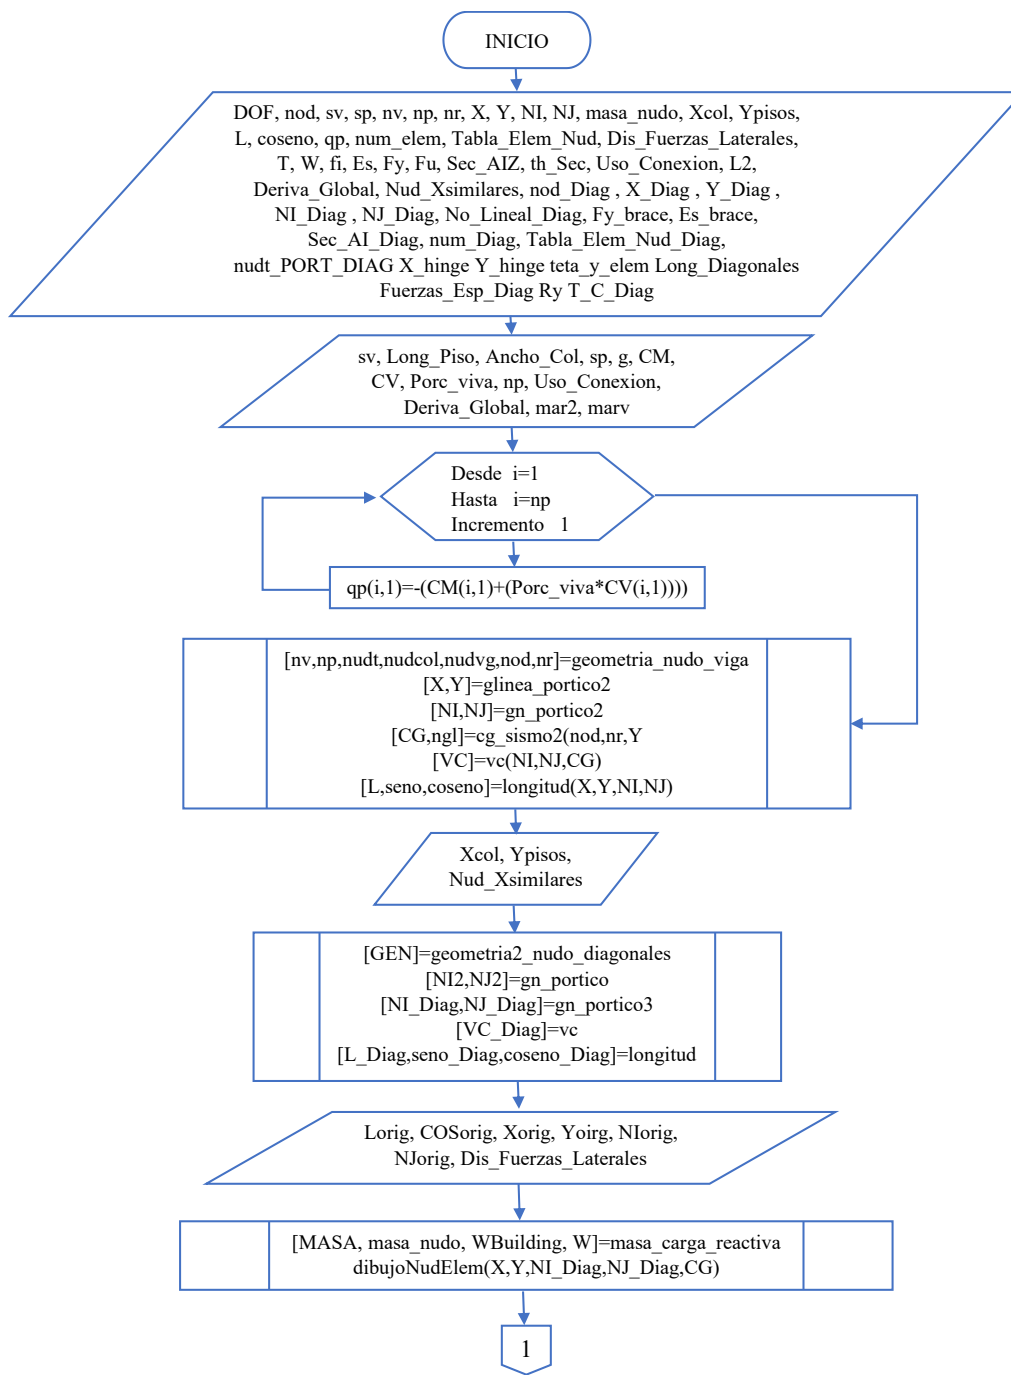 INICIO
DOF, nod, sv, sp, nv, np, nr, X, Y, NI, NJ, masa_nudo, Xcol, Ypisos,
L, coseno, qp, num_elem, Tabla_Elem_Nud, Dis_Fuerzas_Laterales,
T, W, fi, Es, Fy, Fu, Sec_AIZ, th_Sec, Uso_Conexion, L2,
Deriva_Global, Nud_Xsimilares, nod_Diag , X_Diag , Y_Diag ,
NI_Diag , NJ_Diag, No_Lineal_Diag, Fy_brace, Es_brace,
Sec_AI_Diag, num_Diag, Tabla_Elem_Nud_Diag,
nudt_PORT_DIAG X_hinge Y_hinge teta_y_elem Long_Diagonales
Fuerzas_Esp_Diag Ry T_C_Diag
sv, Long_Piso, Ancho_Col, sp, g, CM,
CV, Porc_viva, np, Uso_Conexion,
Deriva_Global, mar2, marv
Desde i=1
Hasta i=np
Incremento 1
qp(i,1)=-(CM(i,1)+(Porc_viva*CV(i,1))))
[nv,np,nudt,nudcol,nudvg,nod,nr]=geometria_nudo_viga
[X,Y]=glinea_portico2
[NI,NJ]=gn_portico2
[CG,ngl]=cg_sismo2(nod,nr,Y
[VC]=vc(NI,NJ,CG)
[L,seno,coseno]=longitud(X,Y,NI,NJ)
Xcol, Ypisos,
Nud_Xsimilares
[GEN]=geometria2_nudo_diagonales
[NI2,NJ2]=gn_portico
[NI_Diag,NJ_Diag]=gn_portico3
[VC_Diag]=vc
[L_Diag,seno_Diag,coseno_Diag]=longitud
Lorig, COSorig, Xorig, Yoirg, NIorig,
NJorig, Dis_Fuerzas_Laterales
[MASA, masa_nudo, WBuilding, W]=masa_carga_reactiva
dibujoNudElem(X,Y,NI_Diag,NJ_Diag,CG)
1